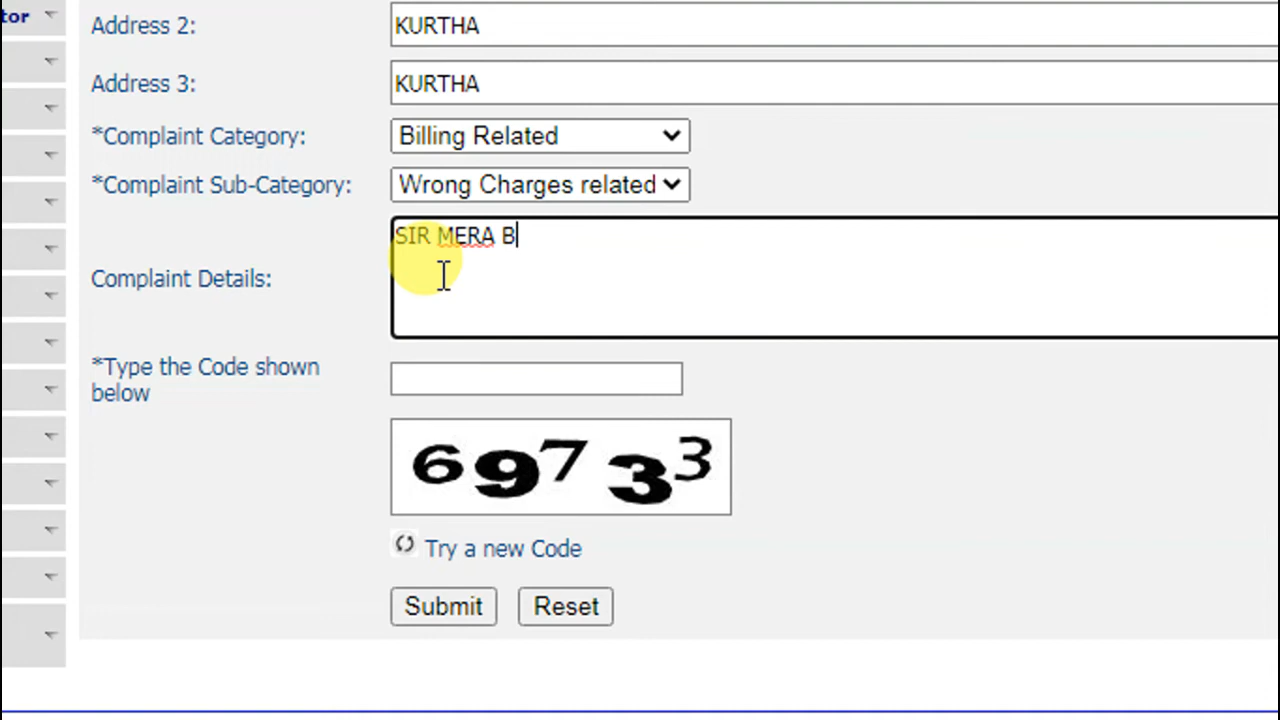 tor
Address 2: KURTHA
Address 3: KURTHA
*Complaint Category: Billing Related
*Complaint Sub-Category: Wrong Charges related
SIR MERA B
Complaint Details:
*Type the Code shown
below
69733
Try a new Code
Submit Reset